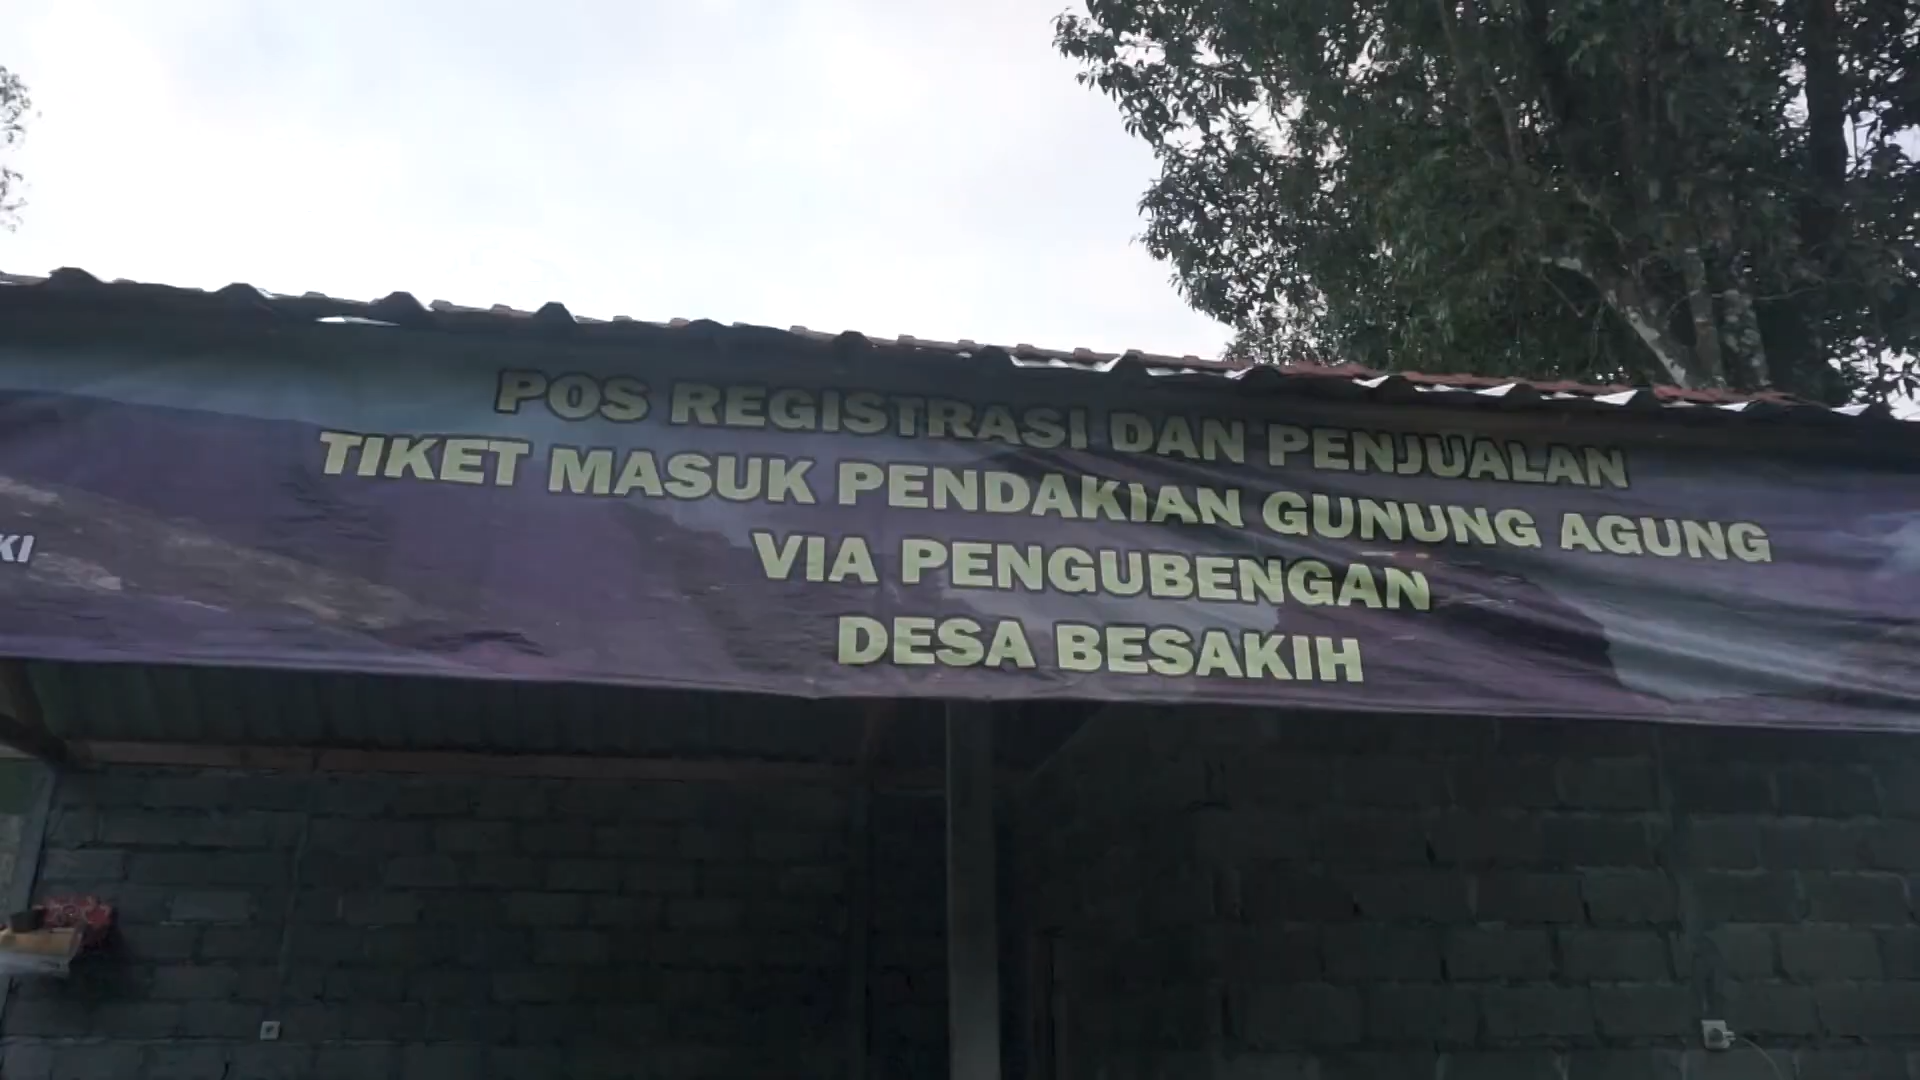 POS REGISTRASI DAN PENJUALAN
TIKET MASUK PENDAKIAN GUNUNG AGUNG
VIA PENGUBENGAN
DESA BESAKIH